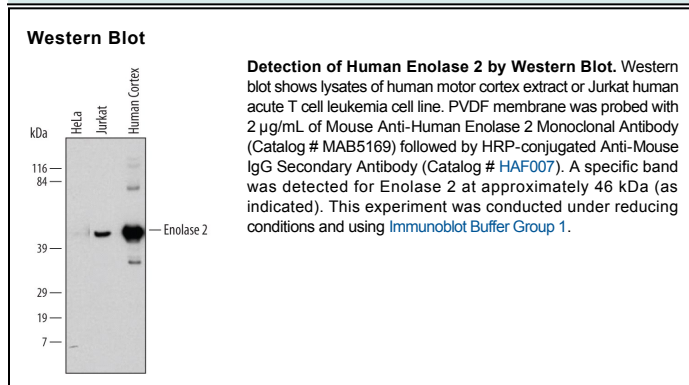 Western Blot
HeLa
Jurkat
Human Cortex
kDa
116
84
39
29
19
7
Enolase 2
Detection of Human Enolase 2 by Western Blot. Western
blot shows lysates of human motor cortex extract or Jurkat human
acute T cell leukemia cell line. PVDF membrane was probed with
2 µg/mL of Mouse Anti-Human Enolase 2 Monoclonal Antibody
(Catalog # MAB5169) followed by HRP-conjugated Anti-Mouse
IgG Secondary Antibody (Catalog # HAF007). A specific band
was detected for Enolase 2 at approximately 46 kDa (as
indicated). This experiment was conducted under reducing
conditions and using Immunoblot Buffer Group 1.